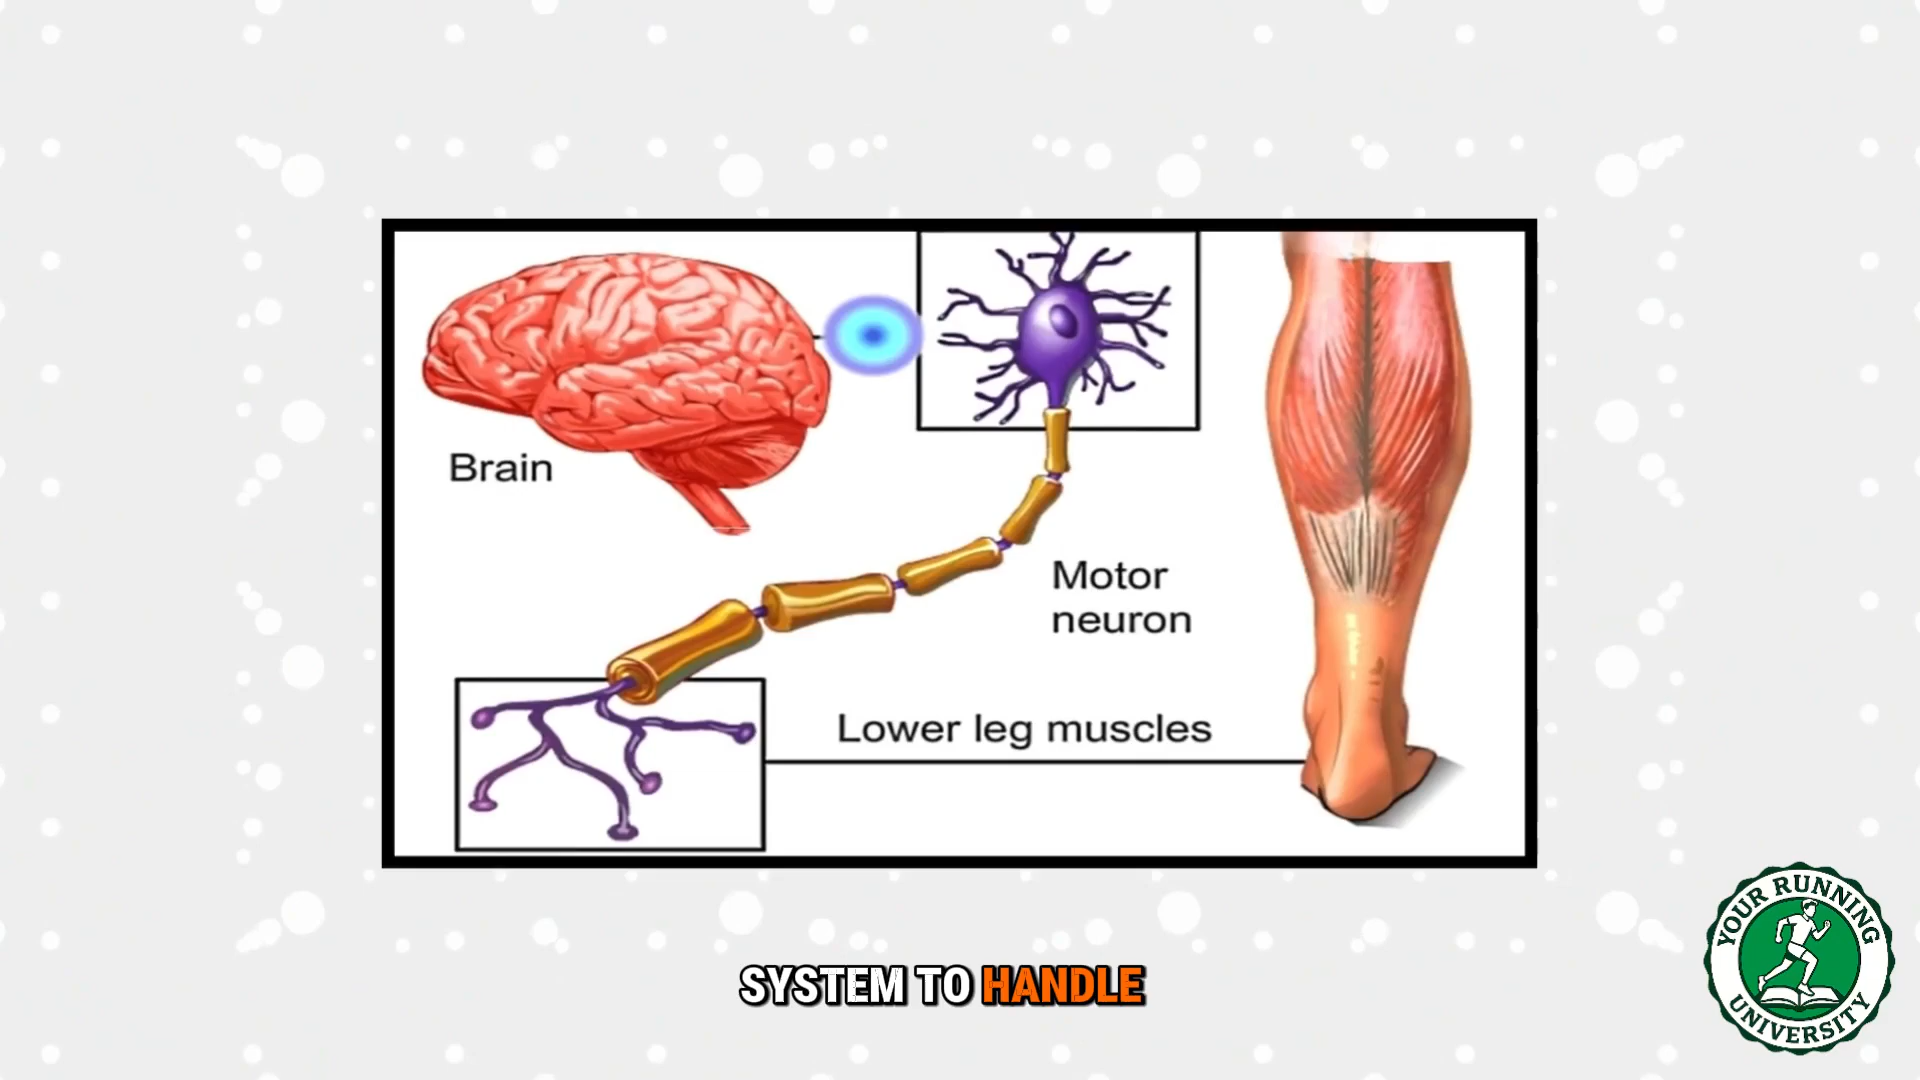 Brain
Motor
neuron
Lower leg muscles
SYSTEM TO HANDLE
YOUR RUNNING
UNIVERSITY